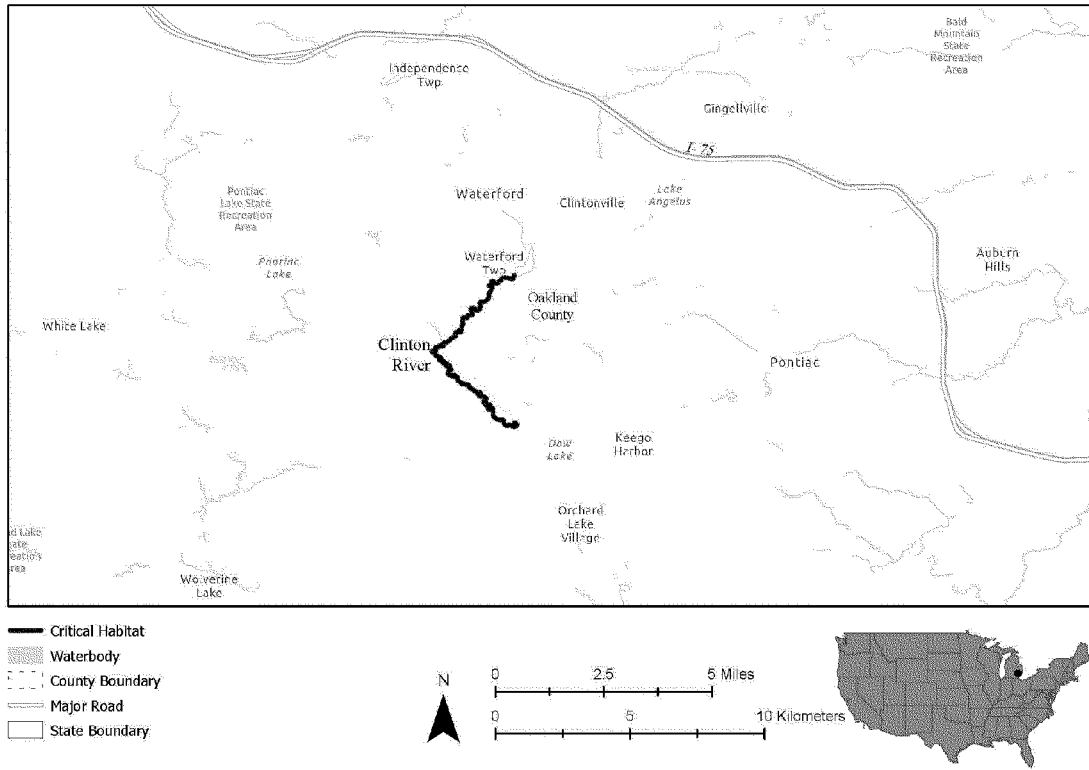 Bald
Mountain
State
Recreation
Area
Independence
Twp
Gingellville
I-75
Pontiac
Lake State
Recreation
Area
Waterford
Clintonville
Lake
Angelus
Waterford
Twp
Pontiac
Lake
Auburn
Hills
Oakland
County
White Lake
Clinton
River
Pontiac
Keego
Harbor
Lake
Orchard
Lake
Village
Lake
Area
Wolverine
Lake
Critical Habitat
Waterbody
County Boundary
Major Road
State Boundary
N
0 2.5 5 Miles
0 5 10 Kilometers